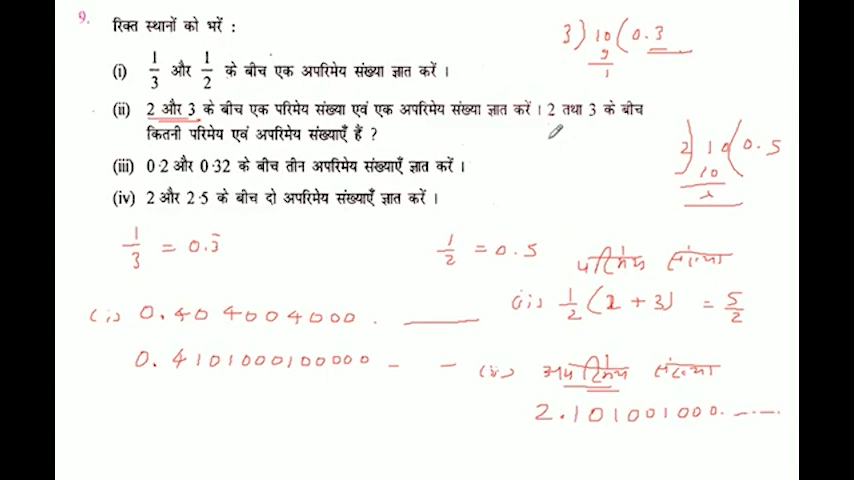 9.
रिक्त स्थानों को भरें :
(i) 1/3 और 1/2 के बीच एक अपरिमेय संख्या ज्ञात करें ।
(ii) 2 और 3 के बीच एक परिमेय संख्या एवं एक अपरिमेय संख्या ज्ञात करें । 2 तथा 3 के बीच
कितनी परिमेय एवं अपरिमेय संख्याएँ हैं ?
(iii) 0·2 और 0·32 के बीच तीन अपरिमेय संख्याएँ ज्ञात करें ।
(iv) 2 और 2·5 के बीच दो अपरिमेय संख्याएँ ज्ञात करें ।
3 ) 10 ( 0.3
9
1
2 ) 10 ( 0.5
10
x
1/3 = 0.3̄
1/2 = 0.5
परिमेय संख्या
(i) 0.404004000. ____
(ii) 1/2 (2 + 3) = 5/2
0.4101000100000 - -
(ii) अपरिमेय संख्या
2.101001000. -----